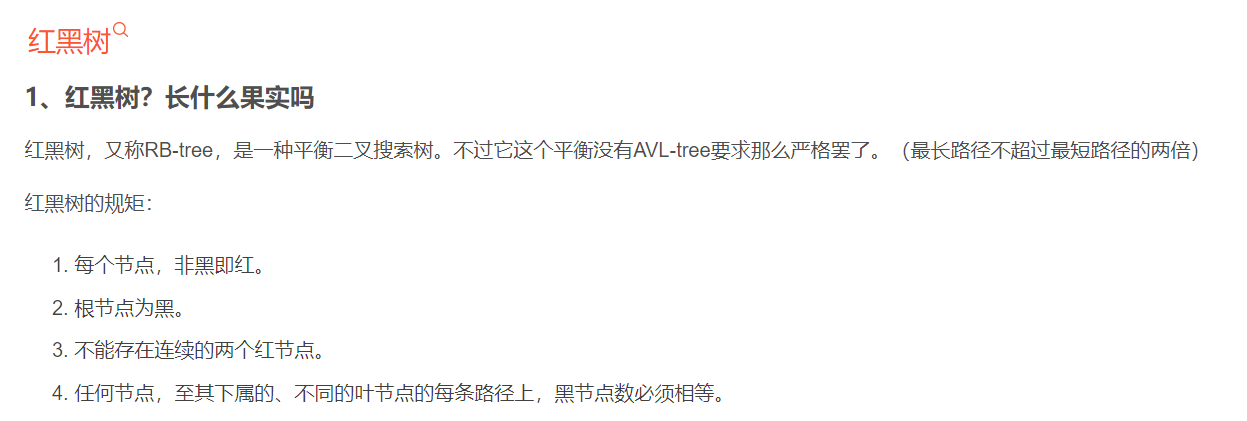 红黑树
1、红黑树？长什么果实吗
红黑树，又称RB-tree，是一种平衡二叉搜索树。不过它这个平衡没有AVL-tree要求那么严格罢了。（最长路径不超过最短路径的两倍）
红黑树的规矩：
1. 每个节点，非黑即红。
2. 根节点为黑。
3. 不能存在连续的两个红节点。
4. 任何节点，至其下属的、不同的叶节点的每条路径上，黑节点数必须相等。